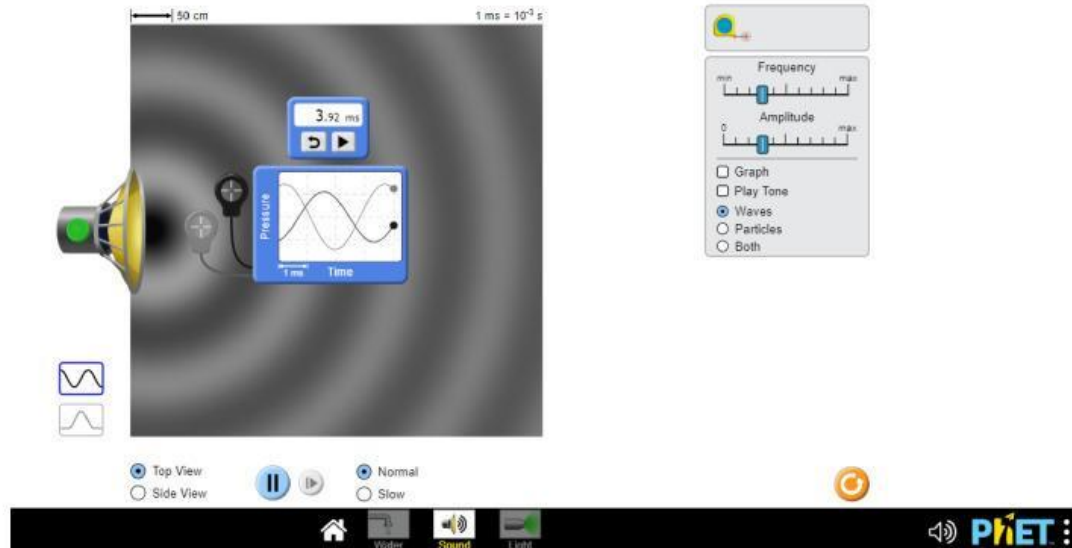 50 cm
1 ms = 10⁻³ s
3.92 ms
Pressure
1 ms
Time
Frequency
min
max
Amplitude
0
max
Graph
Play Tone
Waves
Particles
Both
Top View
Side View
Normal
Slow
Water
Sound
Light
PhET